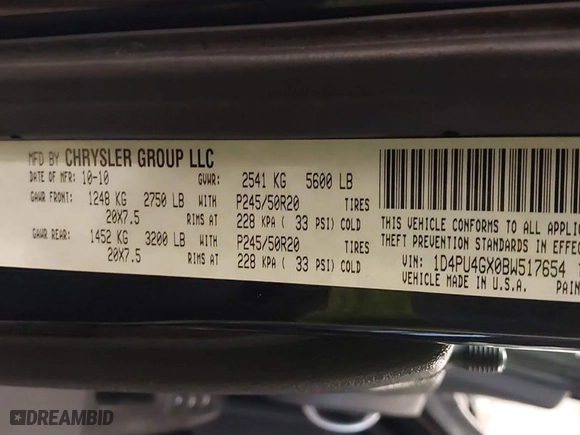 MFD BY CHRYSLER GROUP LLC
DATE OF MFR: 10-10 GVWR: 2541 KG 5600 LB
GAWR FRONT: 1248 KG 2750 LB WITH P245/50R20 TIRES
20X7.5 RIMS AT 228 KPA ( 33 PSI) COLD
GAWR REAR: 1452 KG 3200 LB WITH P245/50R20 TIRES
20X7.5 RIMS AT 228 KPA ( 33 PSI) COLD
THIS VEHICLE CONFORMS TO ALL APPLI
THEFT PREVENTION STANDARDS IN EFFEC
VIN: 1D4PU4GX0BW517654
VEHICLE MADE IN U.S.A. PAIN
DREAMBID